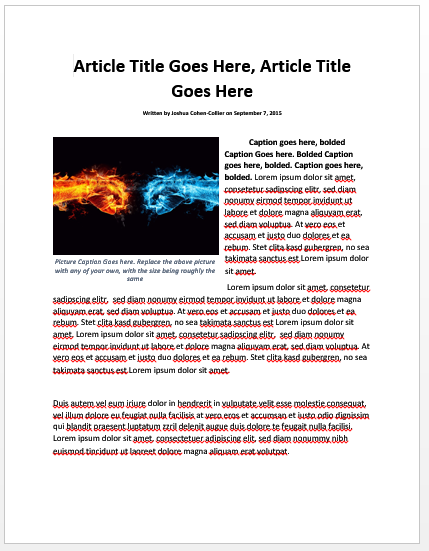 Article Title Goes Here, Article Title
Goes Here
Written by Joshua Cohen-Collier on September 7, 2015
Caption goes here, bolded
Caption Goes here. Bolded Caption
goes here, bolded. Caption goes here,
bolded. Lorem ipsum dolor sit amet,
consetetur sadipscing elitr, sed diam
nonumy eirmod tempor invidunt ut
labore et dolore magna aliquyam erat,
sed diam voluptua. At vero eos et
accusam et justo duo dolores et ea
rebum. Stet clita kasd gubergren, no sea
takimata sanctus est Lorem ipsum dolor
sit amet.
Picture Caption Goes here. Replace the above picture
with any of your own, with the size being roughly the
same
Lorem ipsum dolor sit amet, consetetur
sadipscing elitr, sed diam nonumy eirmod tempor invidunt ut labore et dolore magna
aliquyam erat, sed diam voluptua. At vero eos et accusam et justo duo dolores et ea
rebum. Stet clita kasd gubergren, no sea takimata sanctus est Lorem ipsum dolor sit
amet. Lorem ipsum dolor sit amet, consetetur sadipscing elitr, sed diam nonumy
eirmod tempor invidunt ut labore et dolore magna aliquyam erat, sed diam voluptua. At
vero eos et accusam et justo duo dolores et ea rebum. Stet clita kasd gubergren, no sea
takimata sanctus est Lorem ipsum dolor sit amet.
Duis autem vel eum iriure dolor in hendrerit in vulputate velit esse molestie consequat,
vel illum dolore eu feugiat nulla facilisis at vero eros et accumsan et iusto odio dignissim
qui blandit praesent luptatum zzril delenit augue duis dolore te feugait nulla facilisi.
Lorem ipsum dolor sit amet, consectetuer adipiscing elit, sed diam nonummy nibh
euismod tincidunt ut laoreet dolore magna aliquam erat volutpat.